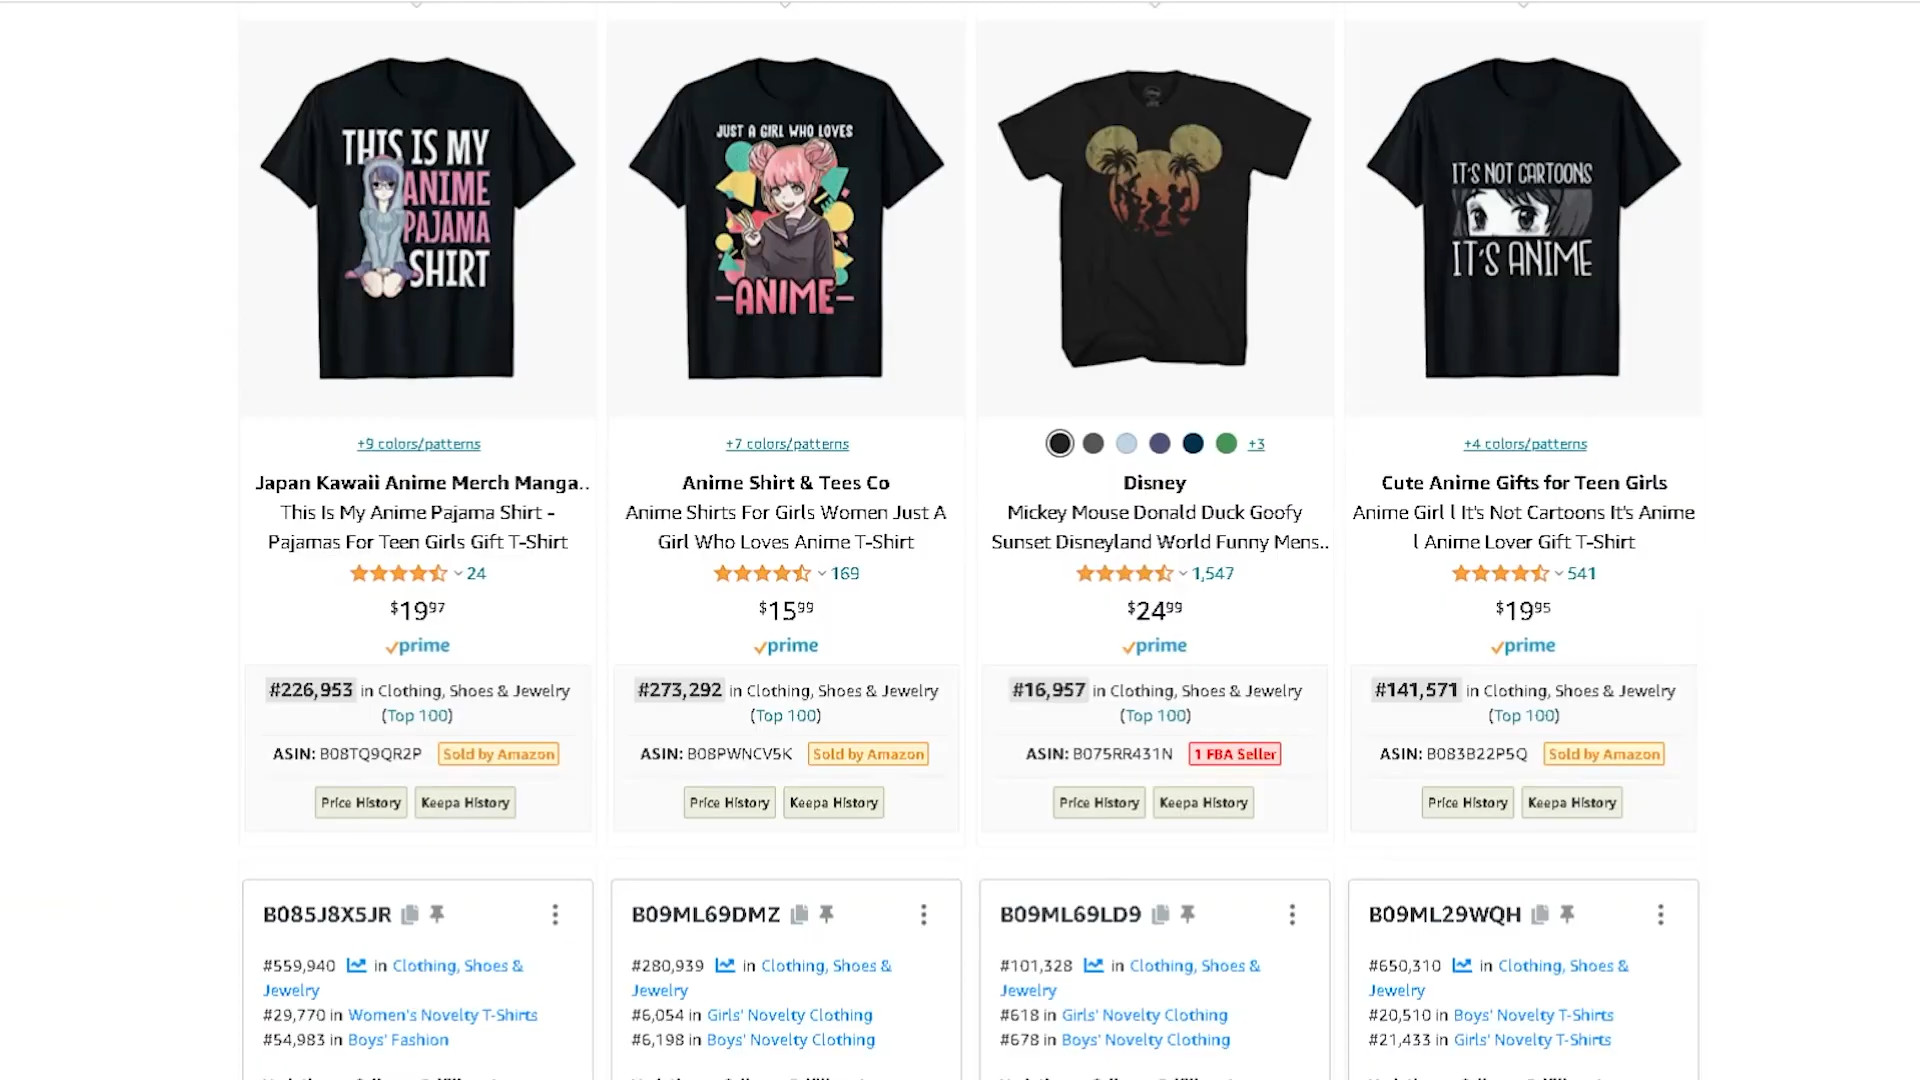 THIS IS MY
ANIME
PAJAMA
SHIRT
JUST A GIRL WHO LOVES
-ANIME-
IT'S NOT CARTOONS
IT'S ANIME
+9 colors/patterns
+7 colors/patterns
+3
+4 colors/patterns
Japan Kawaii Anime Merch Manga..
This Is My Anime Pajama Shirt -
Pajamas For Teen Girls Gift T-Shirt
24
$19.97
prime
#226,953 in Clothing, Shoes & Jewelry
(Top 100)
ASIN: B08TQ9QR2P Sold by Amazon
Price History Keepa History
Anime Shirt & Tees Co
Anime Shirts For Girls Women Just A
Girl Who Loves Anime T-Shirt
169
$15.99
prime
#273,292 in Clothing, Shoes & Jewelry
(Top 100)
ASIN: B08PWNCV5K Sold by Amazon
Price History Keepa History
Disney
Mickey Mouse Donald Duck Goofy
Sunset Disneyland World Funny Mens..
1,547
$24.99
prime
#16,957 in Clothing, Shoes & Jewelry
(Top 100)
ASIN: B075RR431N 1 FBA Seller
Price History Keepa History
Cute Anime Gifts for Teen Girls
Anime Girl l It's Not Cartoons It's Anime
l Anime Lover Gift T-Shirt
541
$19.95
prime
#141,571 in Clothing, Shoes & Jewelry
(Top 100)
ASIN: B083B22P5Q Sold by Amazon
Price History Keepa History
B085J8X5JR
#559,940 in Clothing, Shoes &
Jewelry
#29,770 in Women's Novelty T-Shirts
#54,983 in Boys' Fashion
B09ML69DMZ
#280,939 in Clothing, Shoes &
Jewelry
#6,054 in Girls' Novelty Clothing
#6,198 in Boys' Novelty Clothing
B09ML69LD9
#101,328 in Clothing, Shoes &
Jewelry
#618 in Girls' Novelty Clothing
#678 in Boys' Novelty Clothing
B09ML29WQH
#650,310 in Clothing, Shoes &
Jewelry
#20,510 in Boys' Novelty T-Shirts
#21,433 in Girls' Novelty T-Shirts